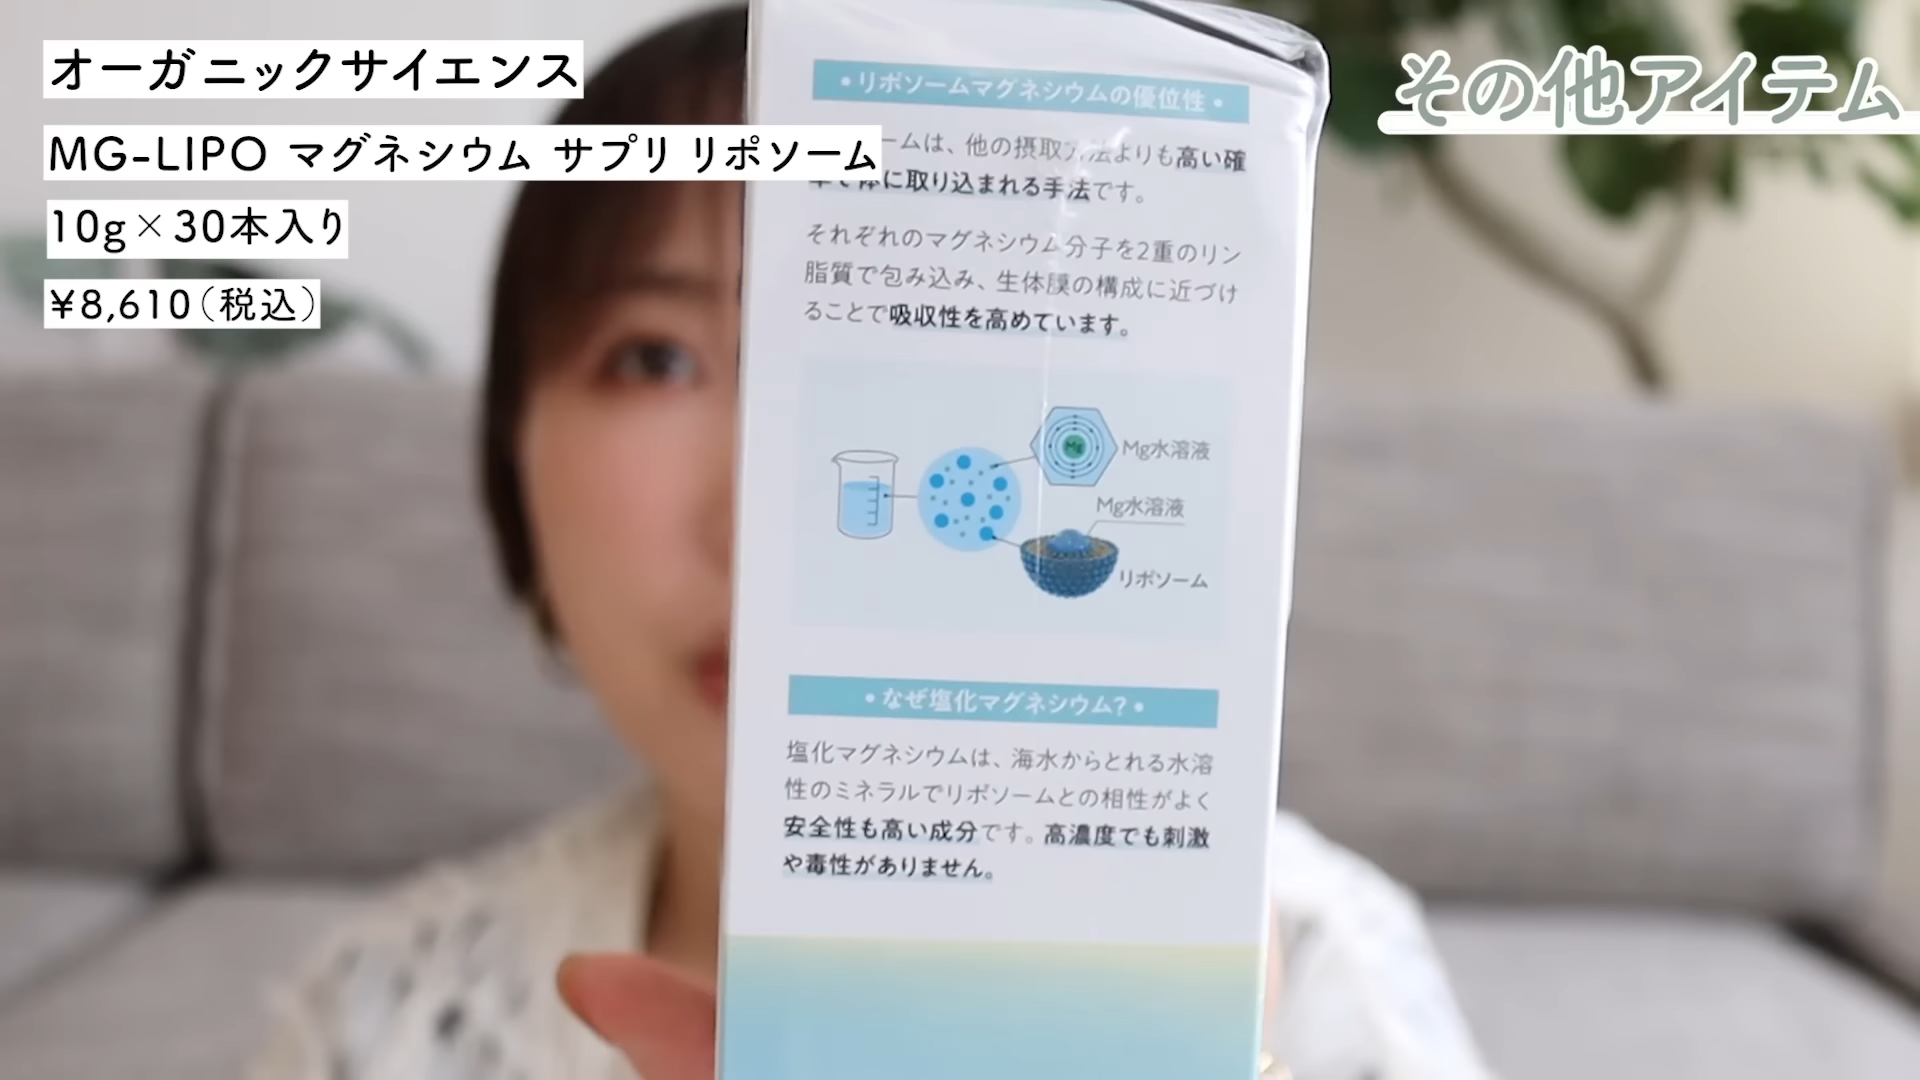 オーガニックサイエンス
MG-LIPO マグネシウム サプリ リポソーム
10g×30本入り
¥8,610(税込)
その他アイテム
•リポソームマグネシウムの優位性•
ームは、他の摂取方法よりも高い確
率で体に取り込まれる手法です。
それぞれのマグネシウム分子を2重のリン
脂質で包み込み、生体膜の構成に近づけ
ることで吸収性を高めています。
Mg
Mg水溶液
Mg水溶液
リポソーム
•なぜ塩化マグネシウム?•
塩化マグネシウムは、海水からとれる水溶
性のミネラルでリポソームとの相性がよく
安全性も高い成分です。高濃度でも刺激
や毒性がありません。